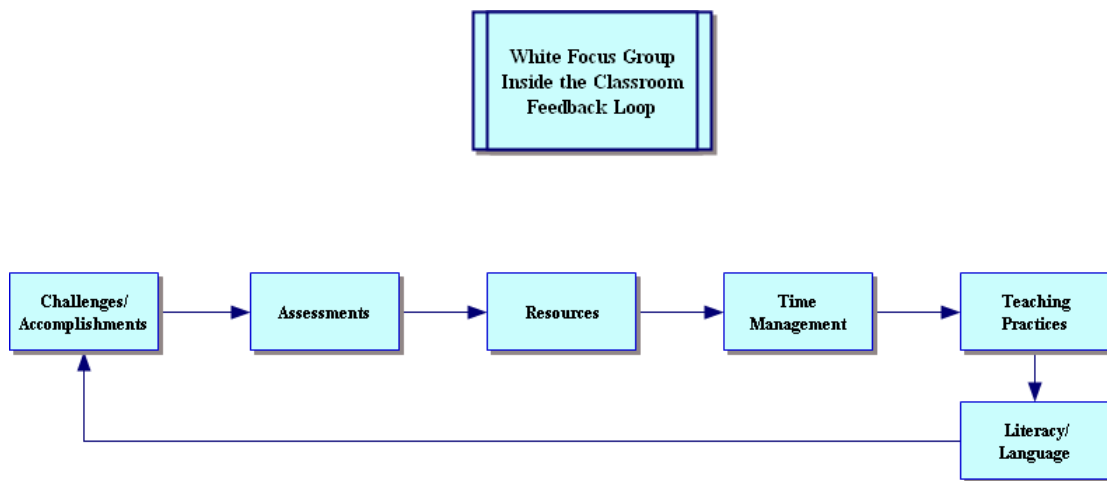 White Focus Group
Inside the Classroom
Feedback Loop
Challenges/
Accomplishments
Assessments
Resources
Time
Management
Teaching
Practices
Literacy/
Language